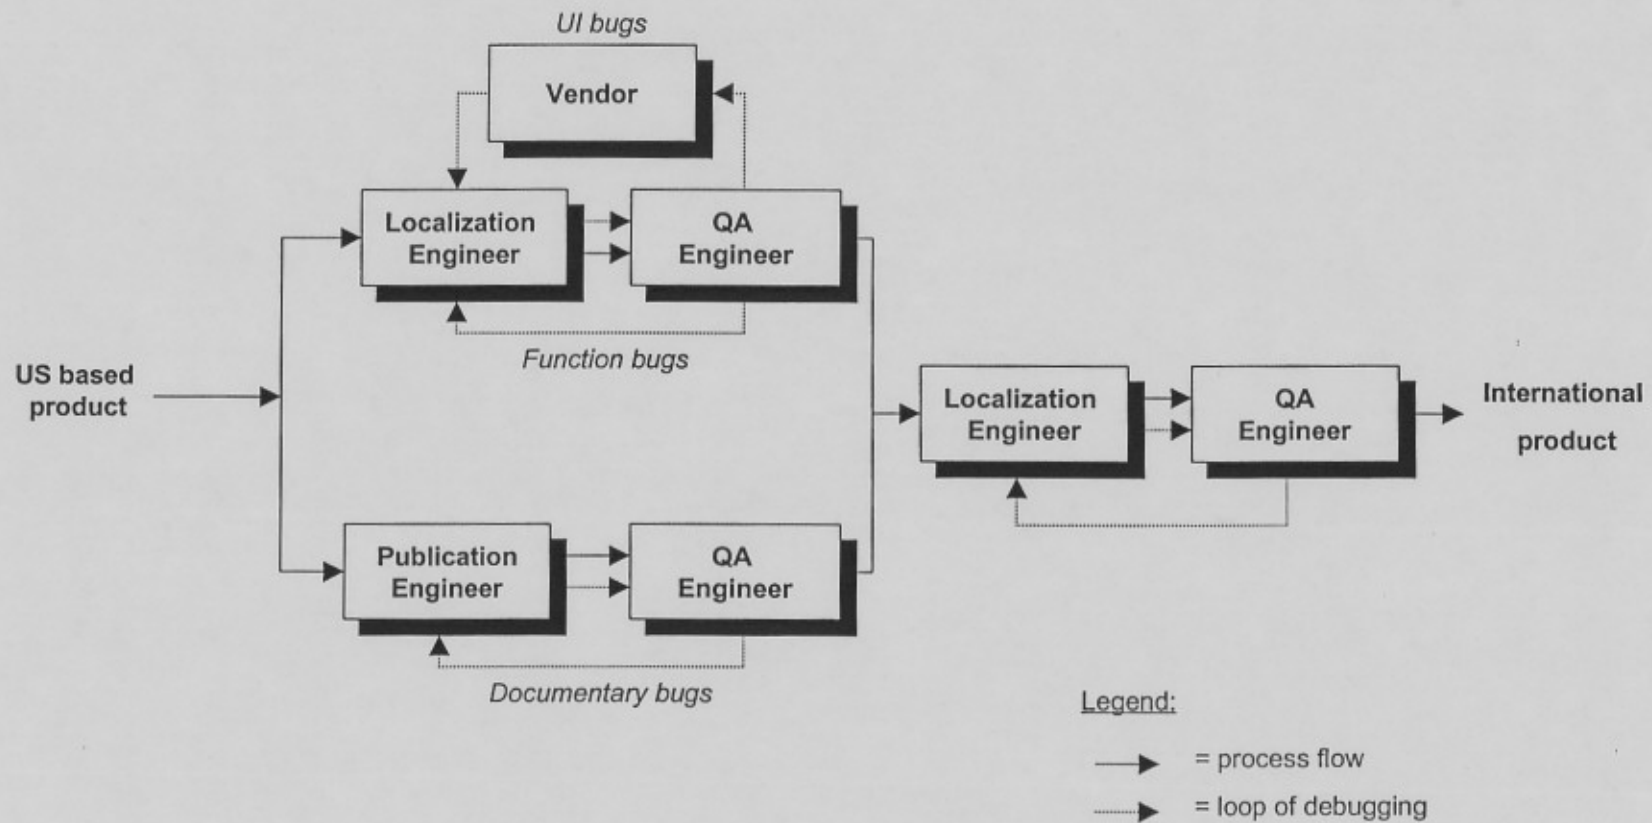 UI bugs
Vendor
Localization
Engineer
QA
Engineer
Function bugs
US based
product
Localization
Engineer
QA
Engineer
International
product
Publication
Engineer
QA
Engineer
Documentary bugs
Legend:
= process flow
= loop of debugging